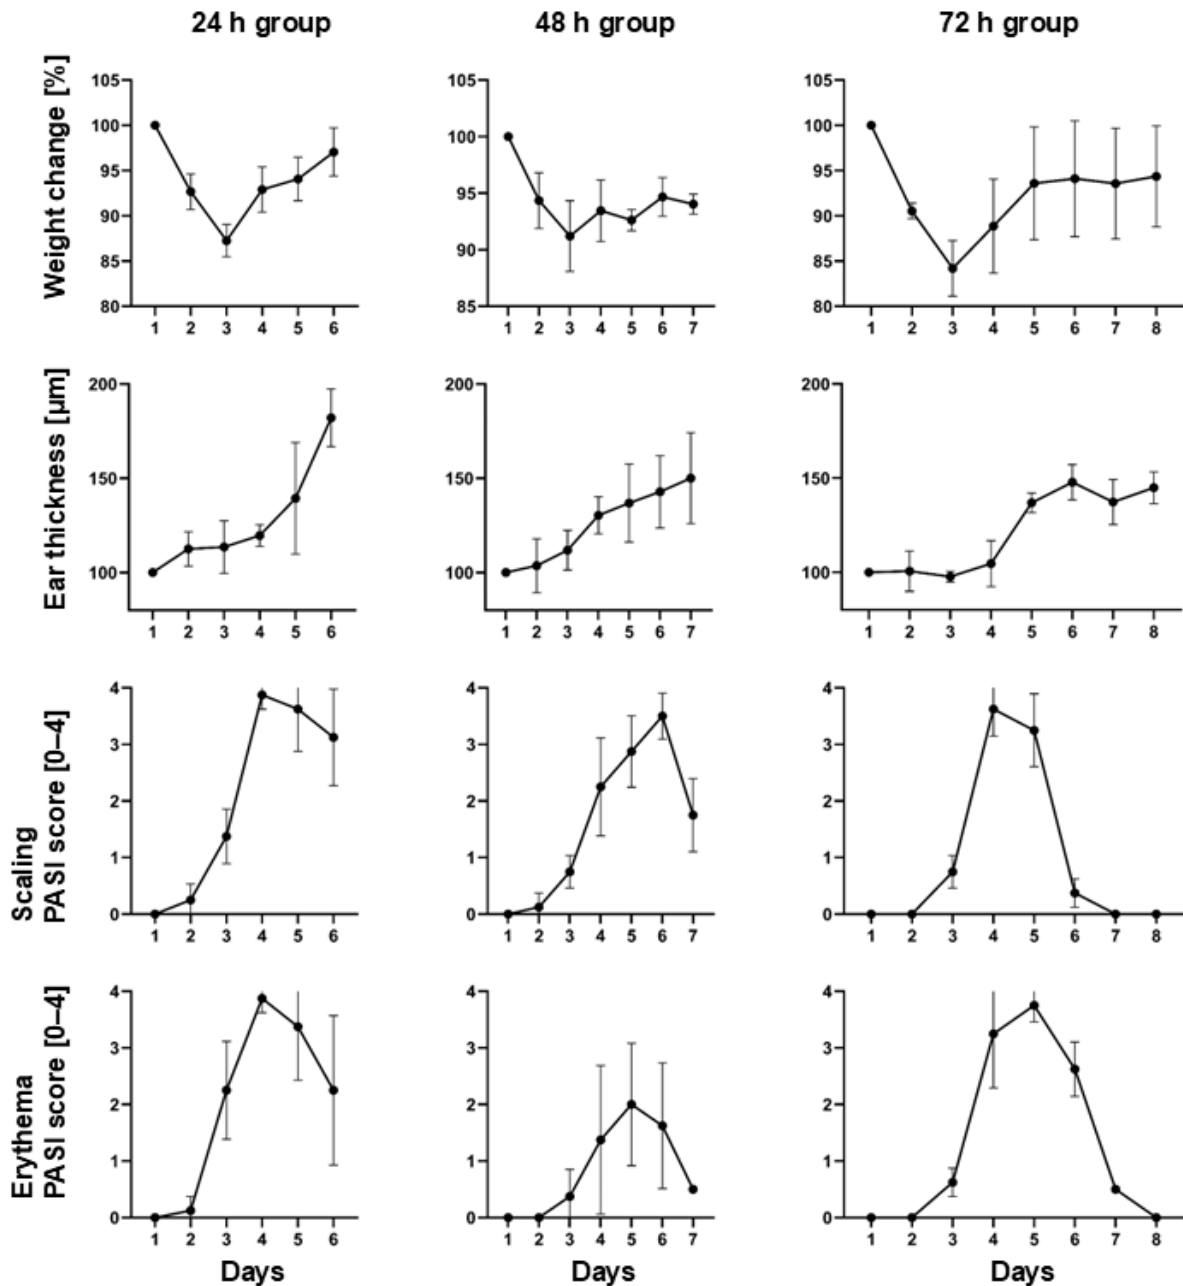 24 h group 48 h group 72 h group
Weight change [%]
105 100 95 90 85 80
1 2 3 4 5 6
105 100 95 90 85
1 2 3 4 5 6 7
105 100 95 90 85 80
1 2 3 4 5 6 7 8
Ear thickness [µm]
200 150 100
1 2 3 4 5 6
200 150 100
1 2 3 4 5 6 7
200 150 100
1 2 3 4 5 6 7 8
Scaling
PASI score [0–4]
4 3 2 1 0
1 2 3 4 5 6
4 3 2 1 0
1 2 3 4 5 6 7
4 3 2 1 0
1 2 3 4 5 6 7 8
Erythema
PASI score [0–4]
4 3 2 1 0
1 2 3 4 5 6
4 3 2 1 0
1 2 3 4 5 6 7
4 3 2 1 0
1 2 3 4 5 6 7 8
Days Days Days